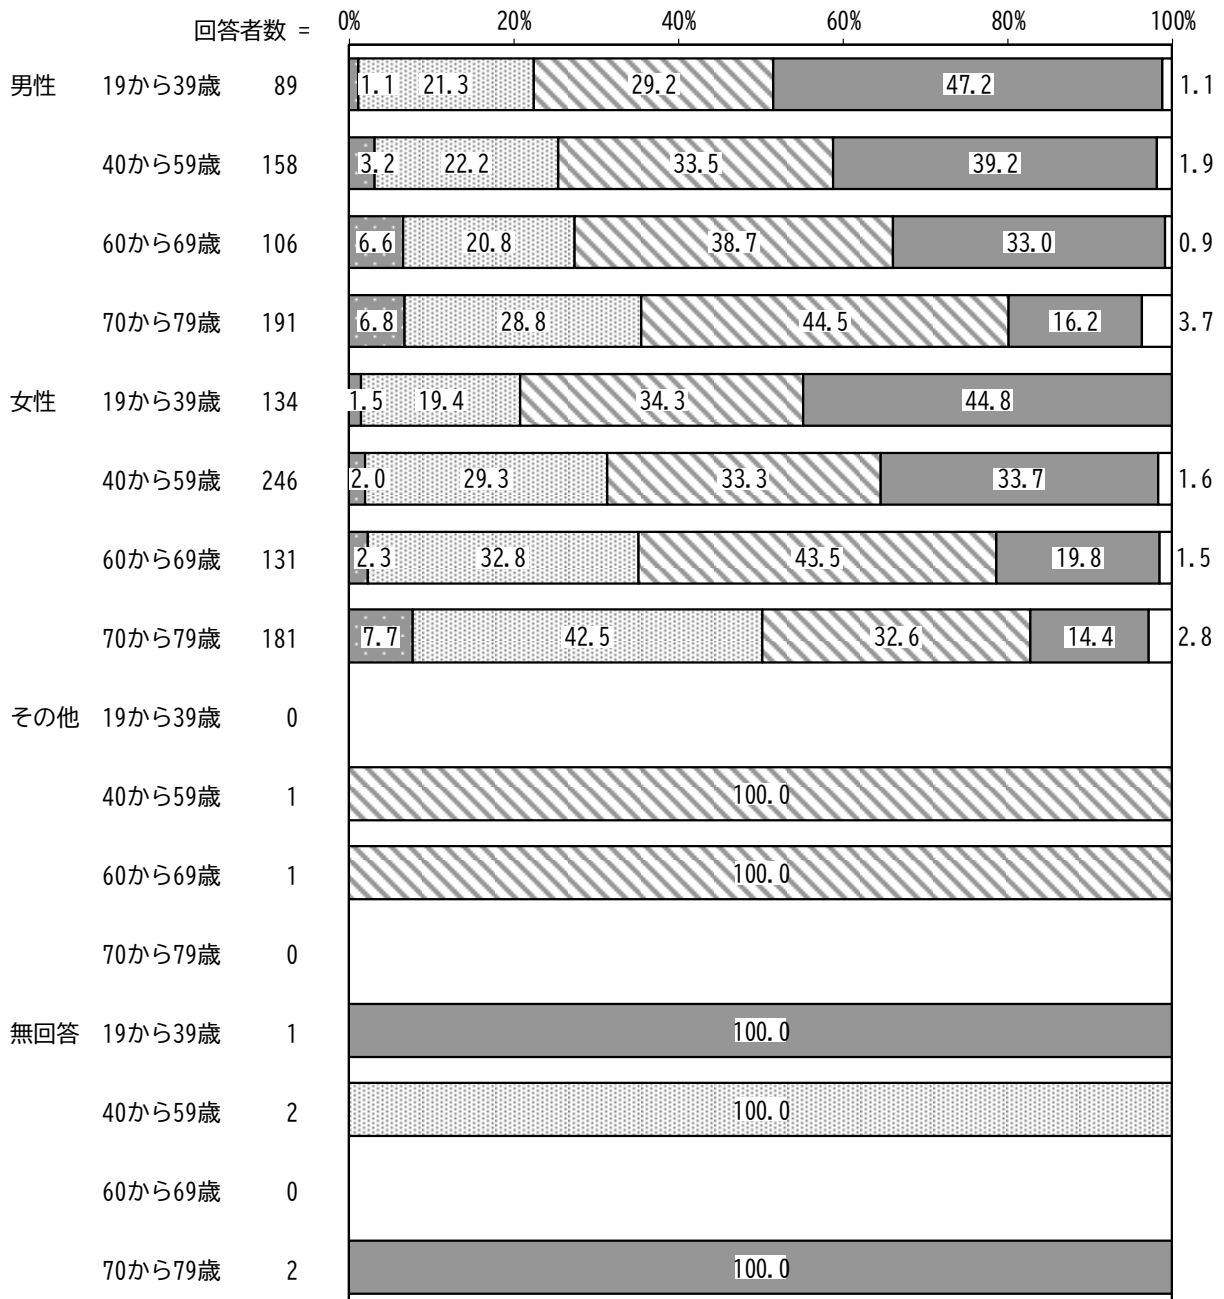 回答者数 = 0% 20% 40% 60% 80% 100%
男性 19から39歳 89 1.1 21.3 29.2 47.2 1.1
40から59歳 158 3.2 22.2 33.5 39.2 1.9
60から69歳 106 6.6 20.8 38.7 33.0 0.9
70から79歳 191 6.8 28.8 44.5 16.2 3.7
女性 19から39歳 134 1.5 19.4 34.3 44.8
40から59歳 246 2.0 29.3 33.3 33.7 1.6
60から69歳 131 2.3 32.8 43.5 19.8 1.5
70から79歳 181 7.7 42.5 32.6 14.4 2.8
その他 19から39歳 0
40から59歳 1 100.0
60から69歳 1 100.0
70から79歳 0
無回答 19から39歳 1 100.0
40から59歳 2 100.0
60から69歳 0
70から79歳 2 100.0